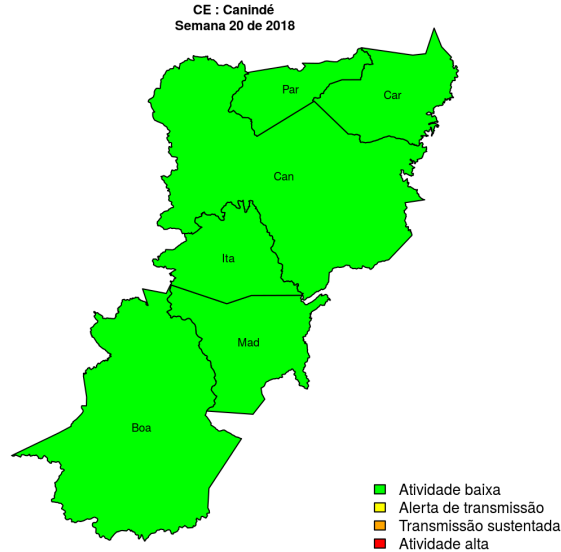 CE : Canindé
Semana 20 de 2018
Par
Car
Can
Ita
Mad
Boa
Atividade baixa
Alerta de transmissão
Transmissão sustentada
Atividade alta